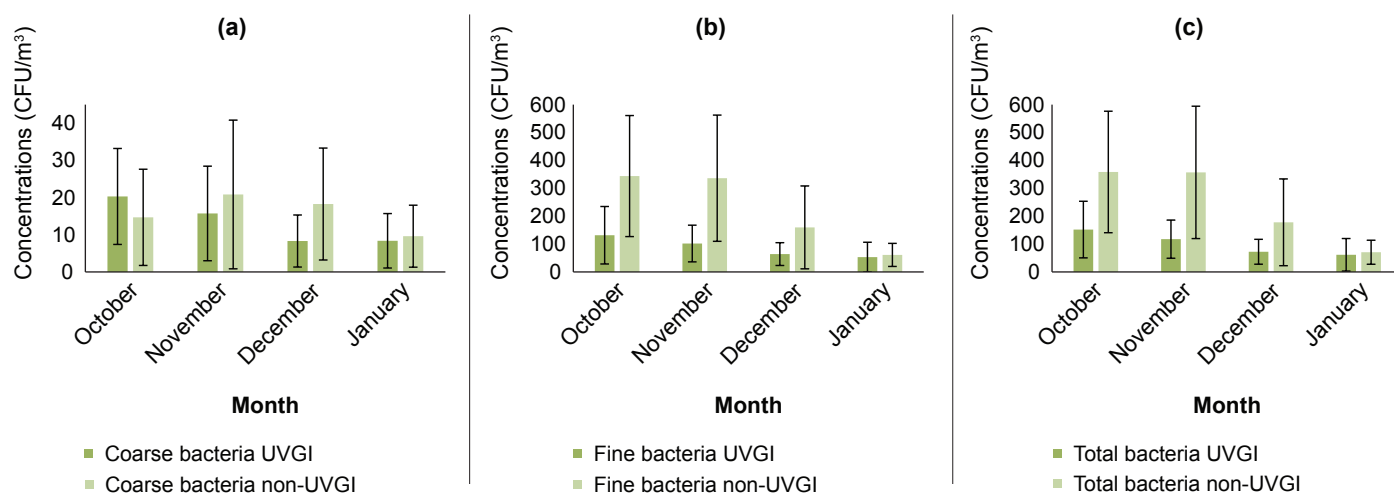 (a)
Concentrations (CFU/m³)
40
30
20
10
0
October
November
December
January
Month
Coarse bacteria UVGI
Coarse bacteria non-UVGI
(b)
Concentrations (CFU/m³)
600
500
400
300
200
100
0
October
November
December
January
Month
Fine bacteria UVGI
Fine bacteria non-UVGI
(c)
Concentrations (CFU/m³)
600
500
400
300
200
100
0
October
November
December
January
Month
Total bacteria UVGI
Total bacteria non-UVGI